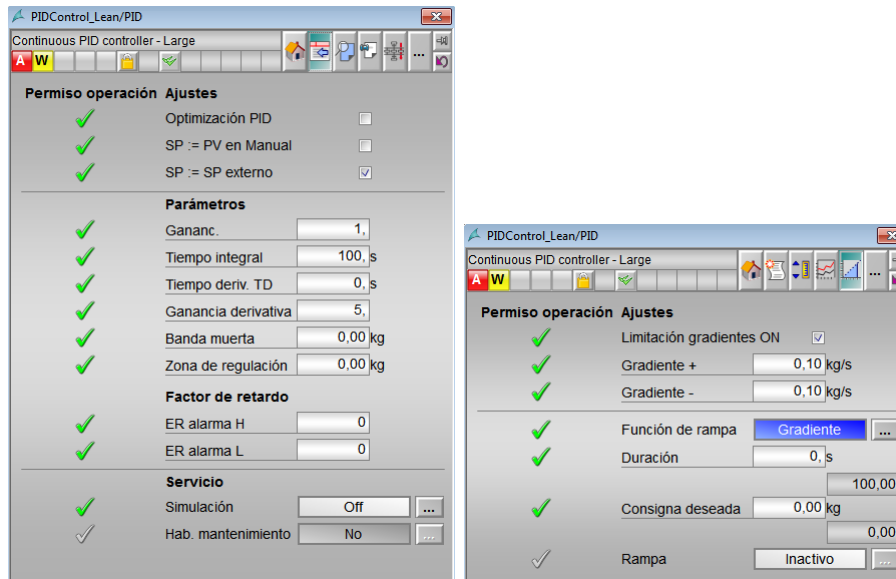 PIDControl_Lean/PID
Continuous PID controller - Large
A W
...
Permiso operación Ajustes
Optimización PID
SP := PV en Manual
SP := SP externo
Parámetros
Gananc. 1,
Tiempo integral 100, s
Tiempo deriv. TD 0, s
Ganancia derivativa 5,
Banda muerta 0,00 kg
Zona de regulación 0,00 kg
Factor de retardo
ER alarma H 0
ER alarma L 0
Servicio
Simulación Off ...
Hab. mantenimiento No ...
PIDControl_Lean/PID
Continuous PID controller - Large
A W
...
Permiso operación Ajustes
Limitación gradientes ON
Gradiente + 0,10 kg/s
Gradiente - 0,10 kg/s
Función de rampa Gradiente ...
Duración 0, s
100,00
Consigna deseada 0,00 kg
0,00
Rampa Inactivo ...